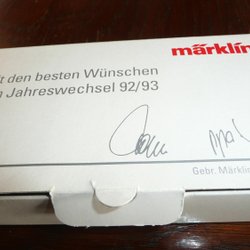 märklin
t den besten Wünschen
Jahreswechsel 92/93
Gebr. Märklin